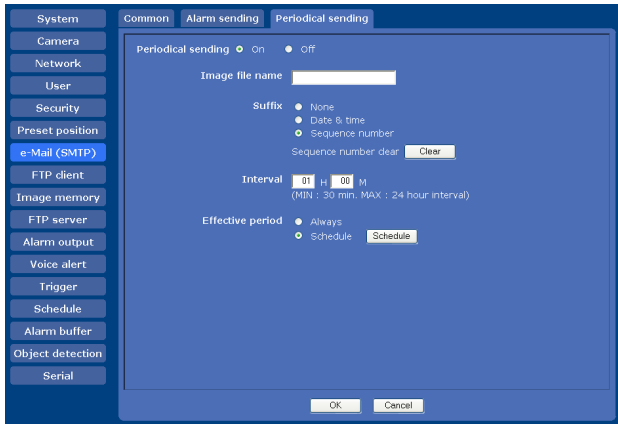 System
Camera
Network
User
Security
Preset position
e-Mail (SMTP)
FTP client
Image memory
FTP server
Alarm output
Voice alert
Trigger
Schedule
Alarm buffer
Object detection
Serial
Common Alarm sending Periodical sending
Periodical sending On Off
Image file name
Suffix None
Date & time
Sequence number
Sequence number clear Clear
Interval 01 H 00 M
(MIN : 30 min. MAX : 24 hour interval)
Effective period Always
Schedule Schedule
OK Cancel